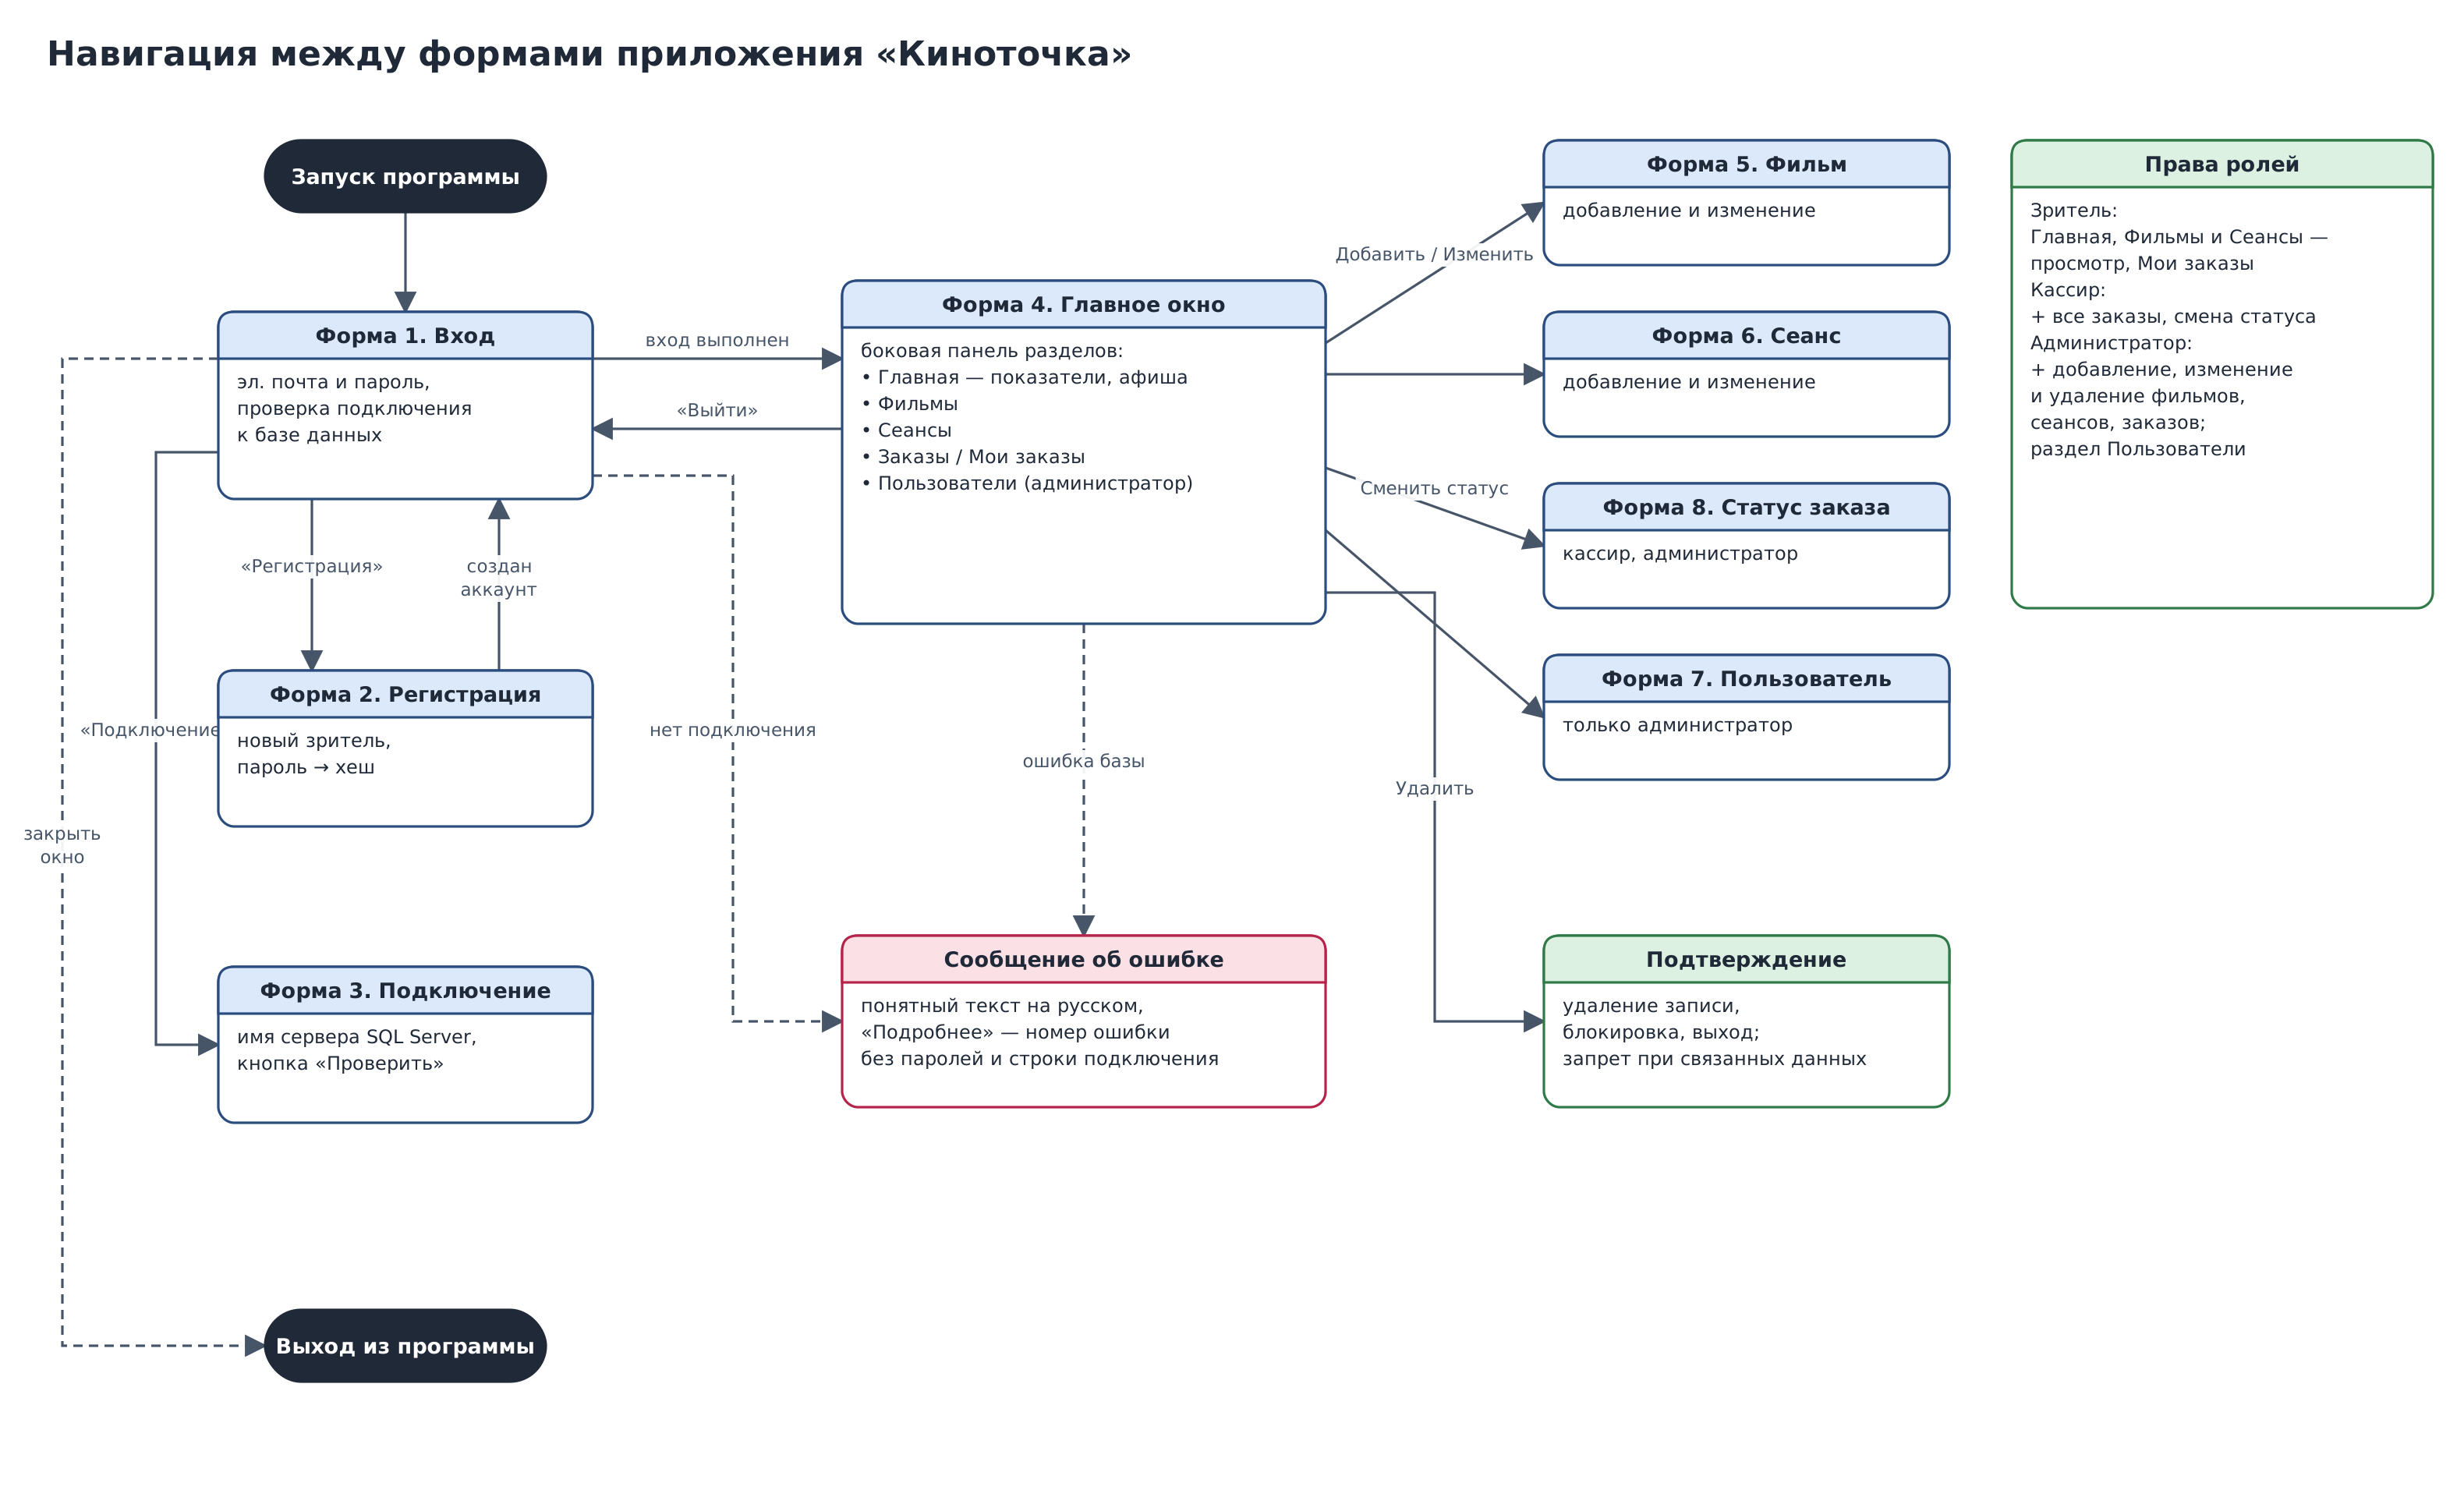 Навигация между формами приложения «Киноточка»
Запуск программы
Форма 1. Вход
эл. почта и пароль,
проверка подключения
к базе данных
вход выполнен
«Выйти»
«Регистрация»
создан
аккаунт
Форма 2. Регистрация
новый зритель,
пароль → хеш
«Подключение
закрыть
окно
Форма 3. Подключение
имя сервера SQL Server,
кнопка «Проверить»
Выход из программы
нет подключения
Форма 4. Главное окно
боковая панель разделов:
• Главная — показатели, афиша
• Фильмы
• Сеансы
• Заказы / Мои заказы
• Пользователи (администратор)
ошибка базы
Сообщение об ошибке
понятный текст на русском,
«Подробнее» — номер ошибки
без паролей и строки подключения
Добавить / Изменить
Форма 5. Фильм
добавление и изменение
Форма 6. Сеанс
добавление и изменение
Сменить статус
Форма 8. Статус заказа
кассир, администратор
Форма 7. Пользователь
только администратор
Удалить
Подтверждение
удаление записи,
блокировка, выход;
запрет при связанных данных
Права ролей
Зритель:
Главная, Фильмы и Сеансы —
просмотр, Мои заказы
Кассир:
+ все заказы, смена статуса
Администратор:
+ добавление, изменение
и удаление фильмов,
сеансов, заказов;
раздел Пользователи